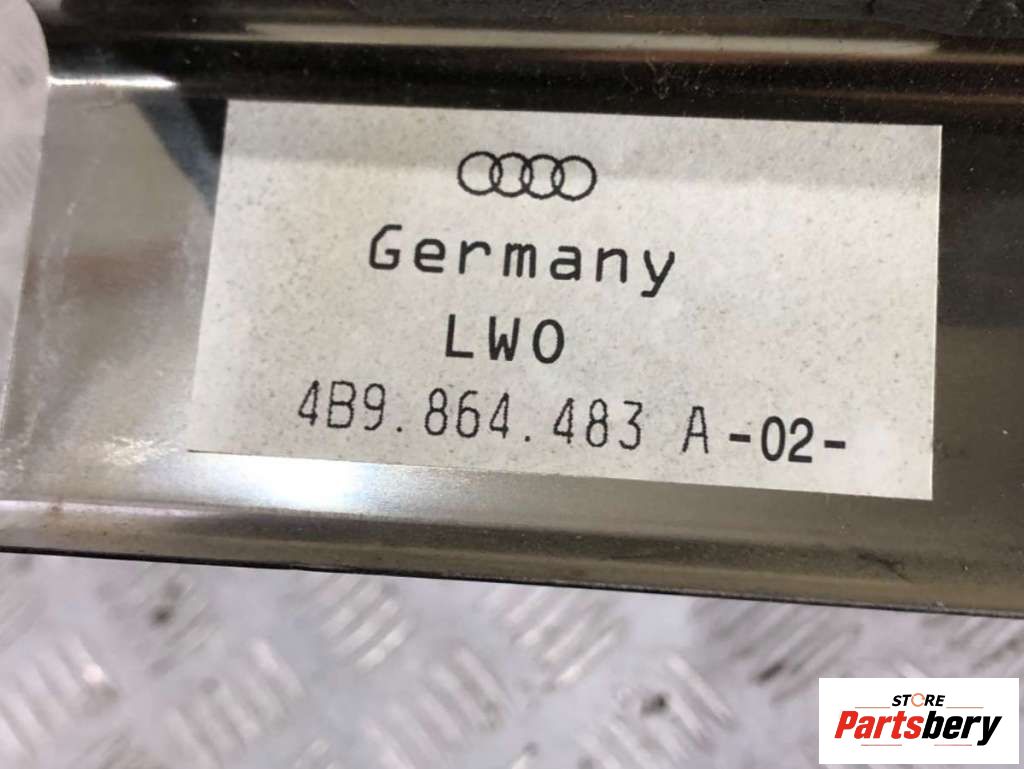 Germany
LWO
4B9.864.483 A -02-
STORE
Partsbery